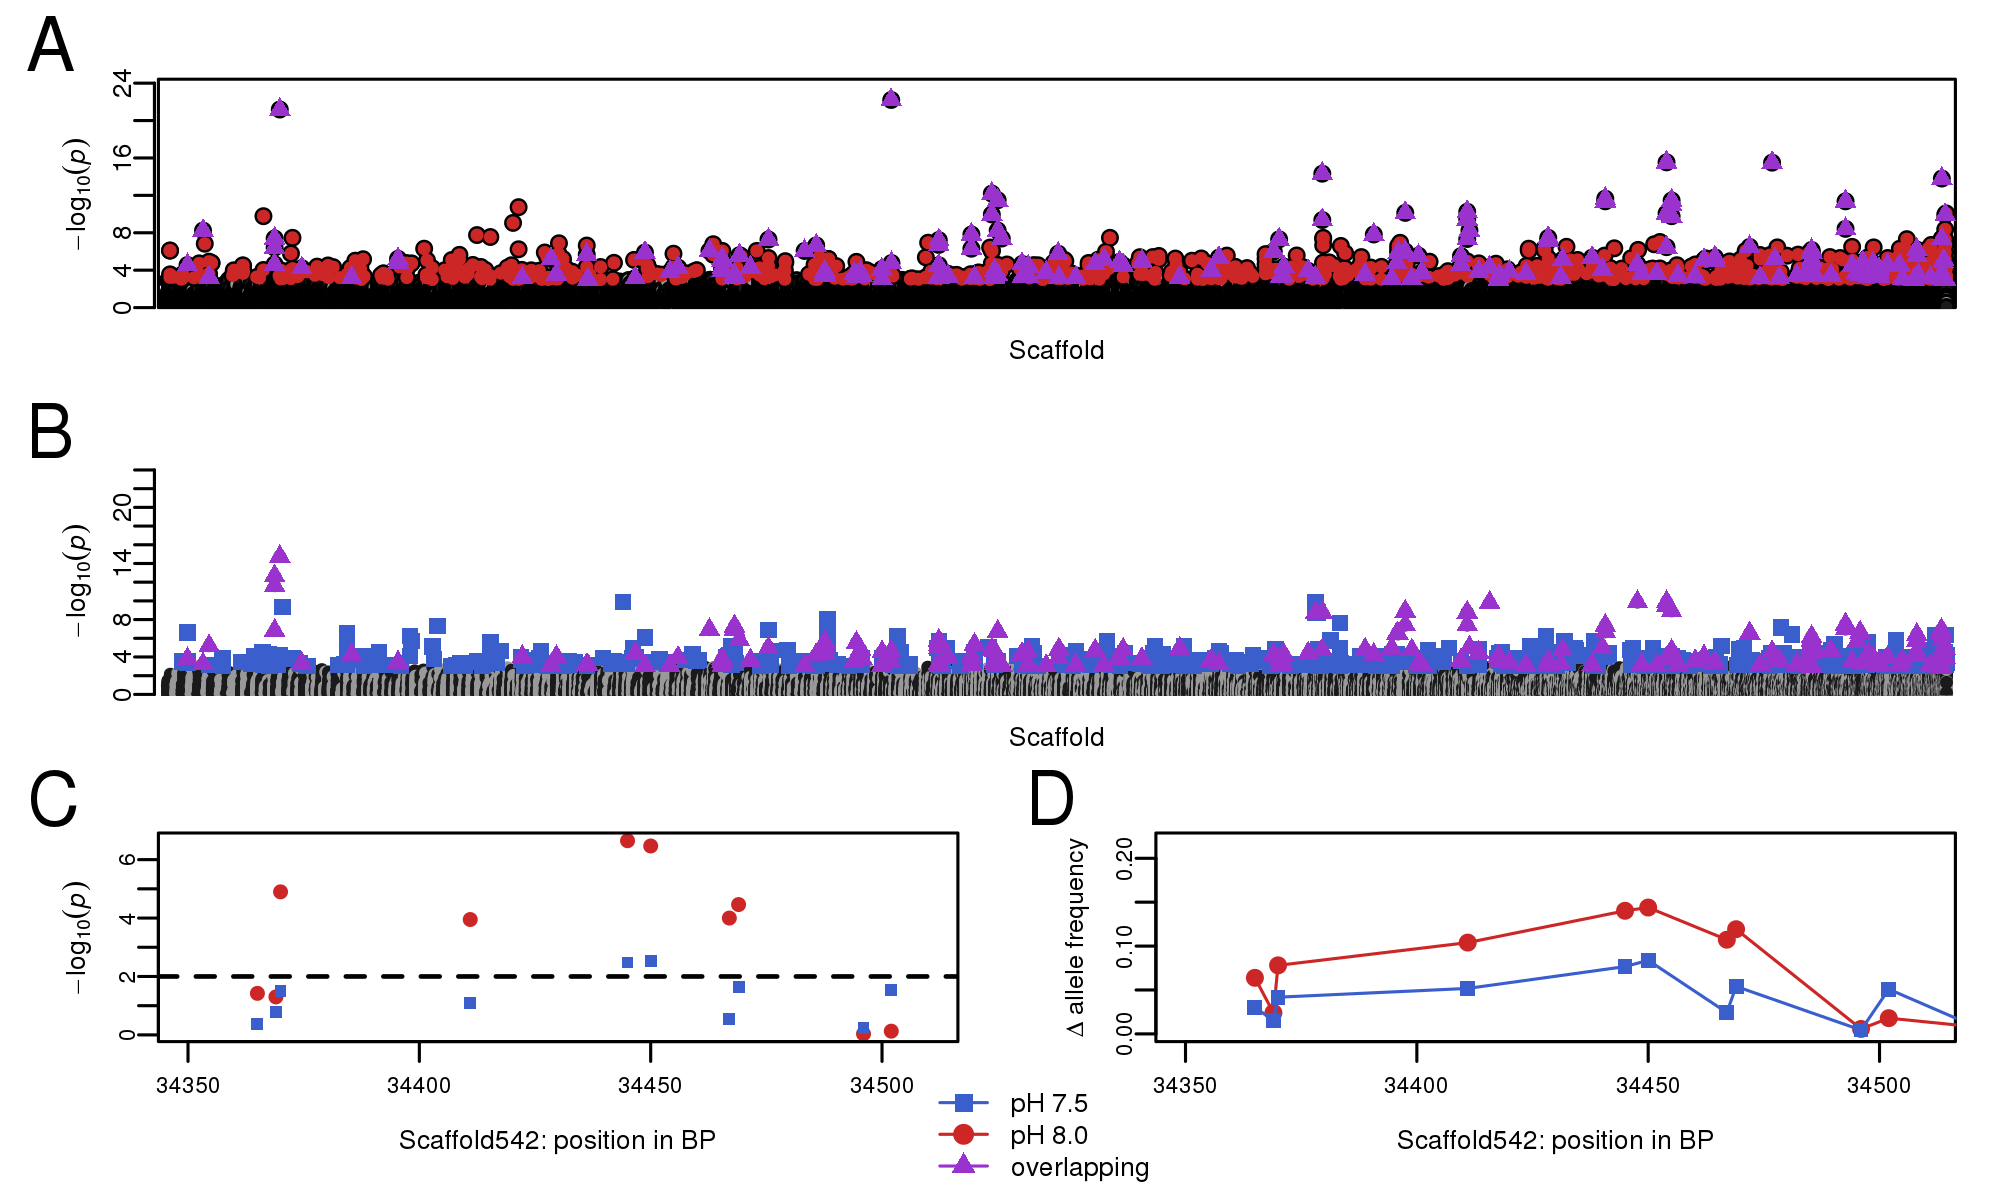 A
−log10(p)
0 4 8 16 24
Scaffold
B
−log10(p)
0 4 8 14 20
Scaffold
C
−log10(p)
0 2 4 6
34350 34400 34450 34500
Scaffold542: position in BP
D
Δ allele frequency
0.00 0.10 0.20
34350 34400 34450 34500
Scaffold542: position in BP
pH 7.5
pH 8.0
overlapping